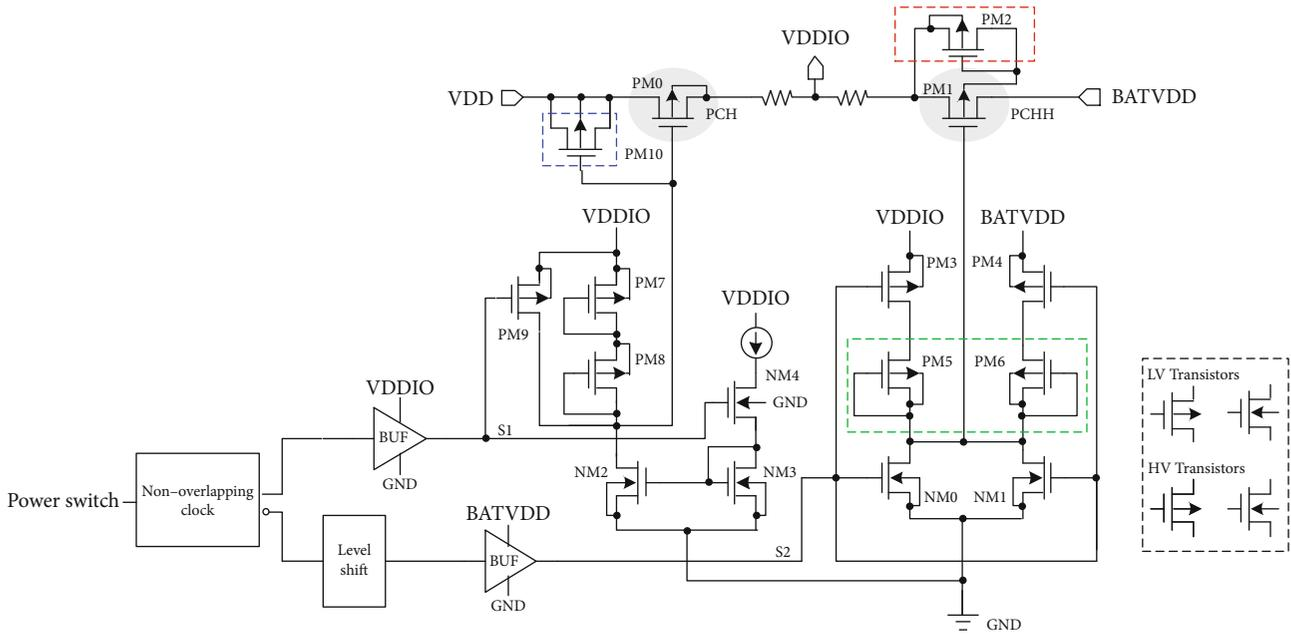 PM2
VDDIO
VDD
PM0
PCH
PM1
PCHH
BATVDD
PM10
VDDIO
VDDIO
BATVDD
PM7
PM3
PM4
PM9
VDDIO
PM8
PM5
PM6
NM4
GND
LV Transistors
VDDIO
BUF
S1
GND
HV Transistors
Power switch
Non–overlapping
clock
NM2
NM3
NM0
NM1
BATVDD
Level
shift
BUF
S2
GND
GND